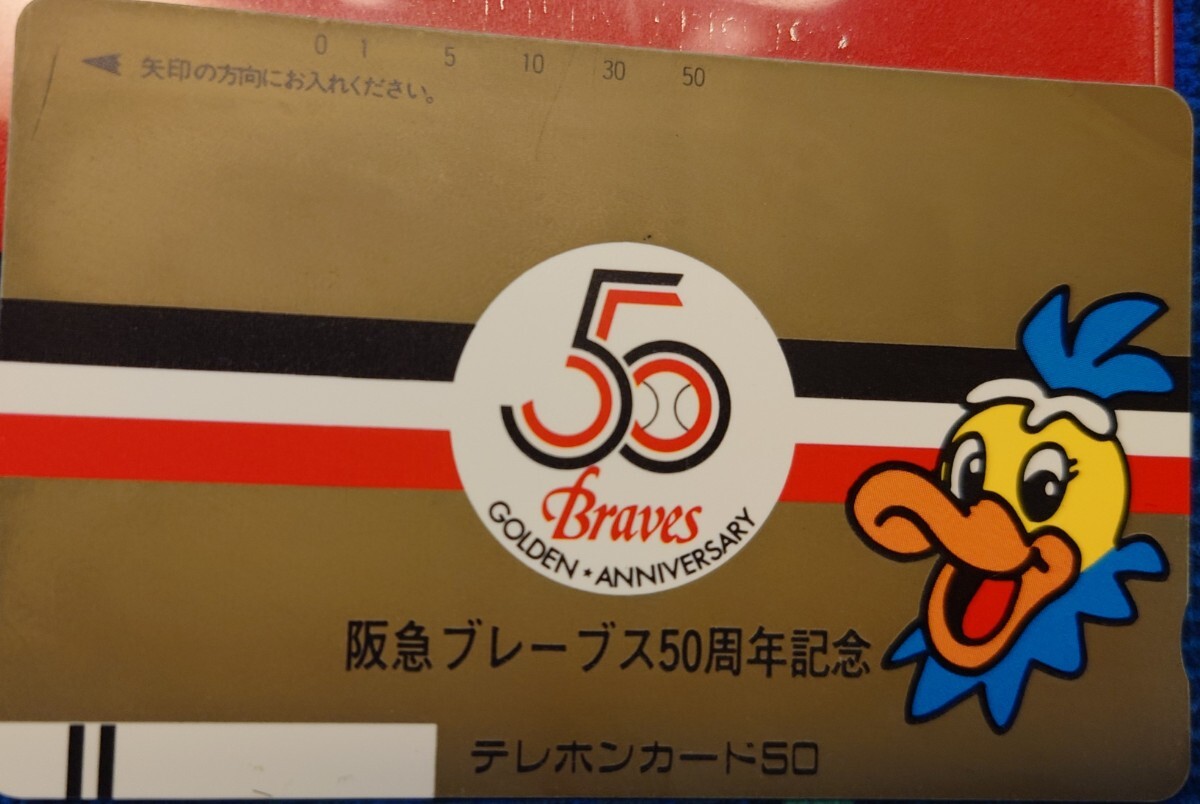 0 1 5 10 30 50
矢印の方向にお入れください。
50
Braves
GOLDEN★ANNIVERSARY
阪急ブレーブス50周年記念
テレホンカード50